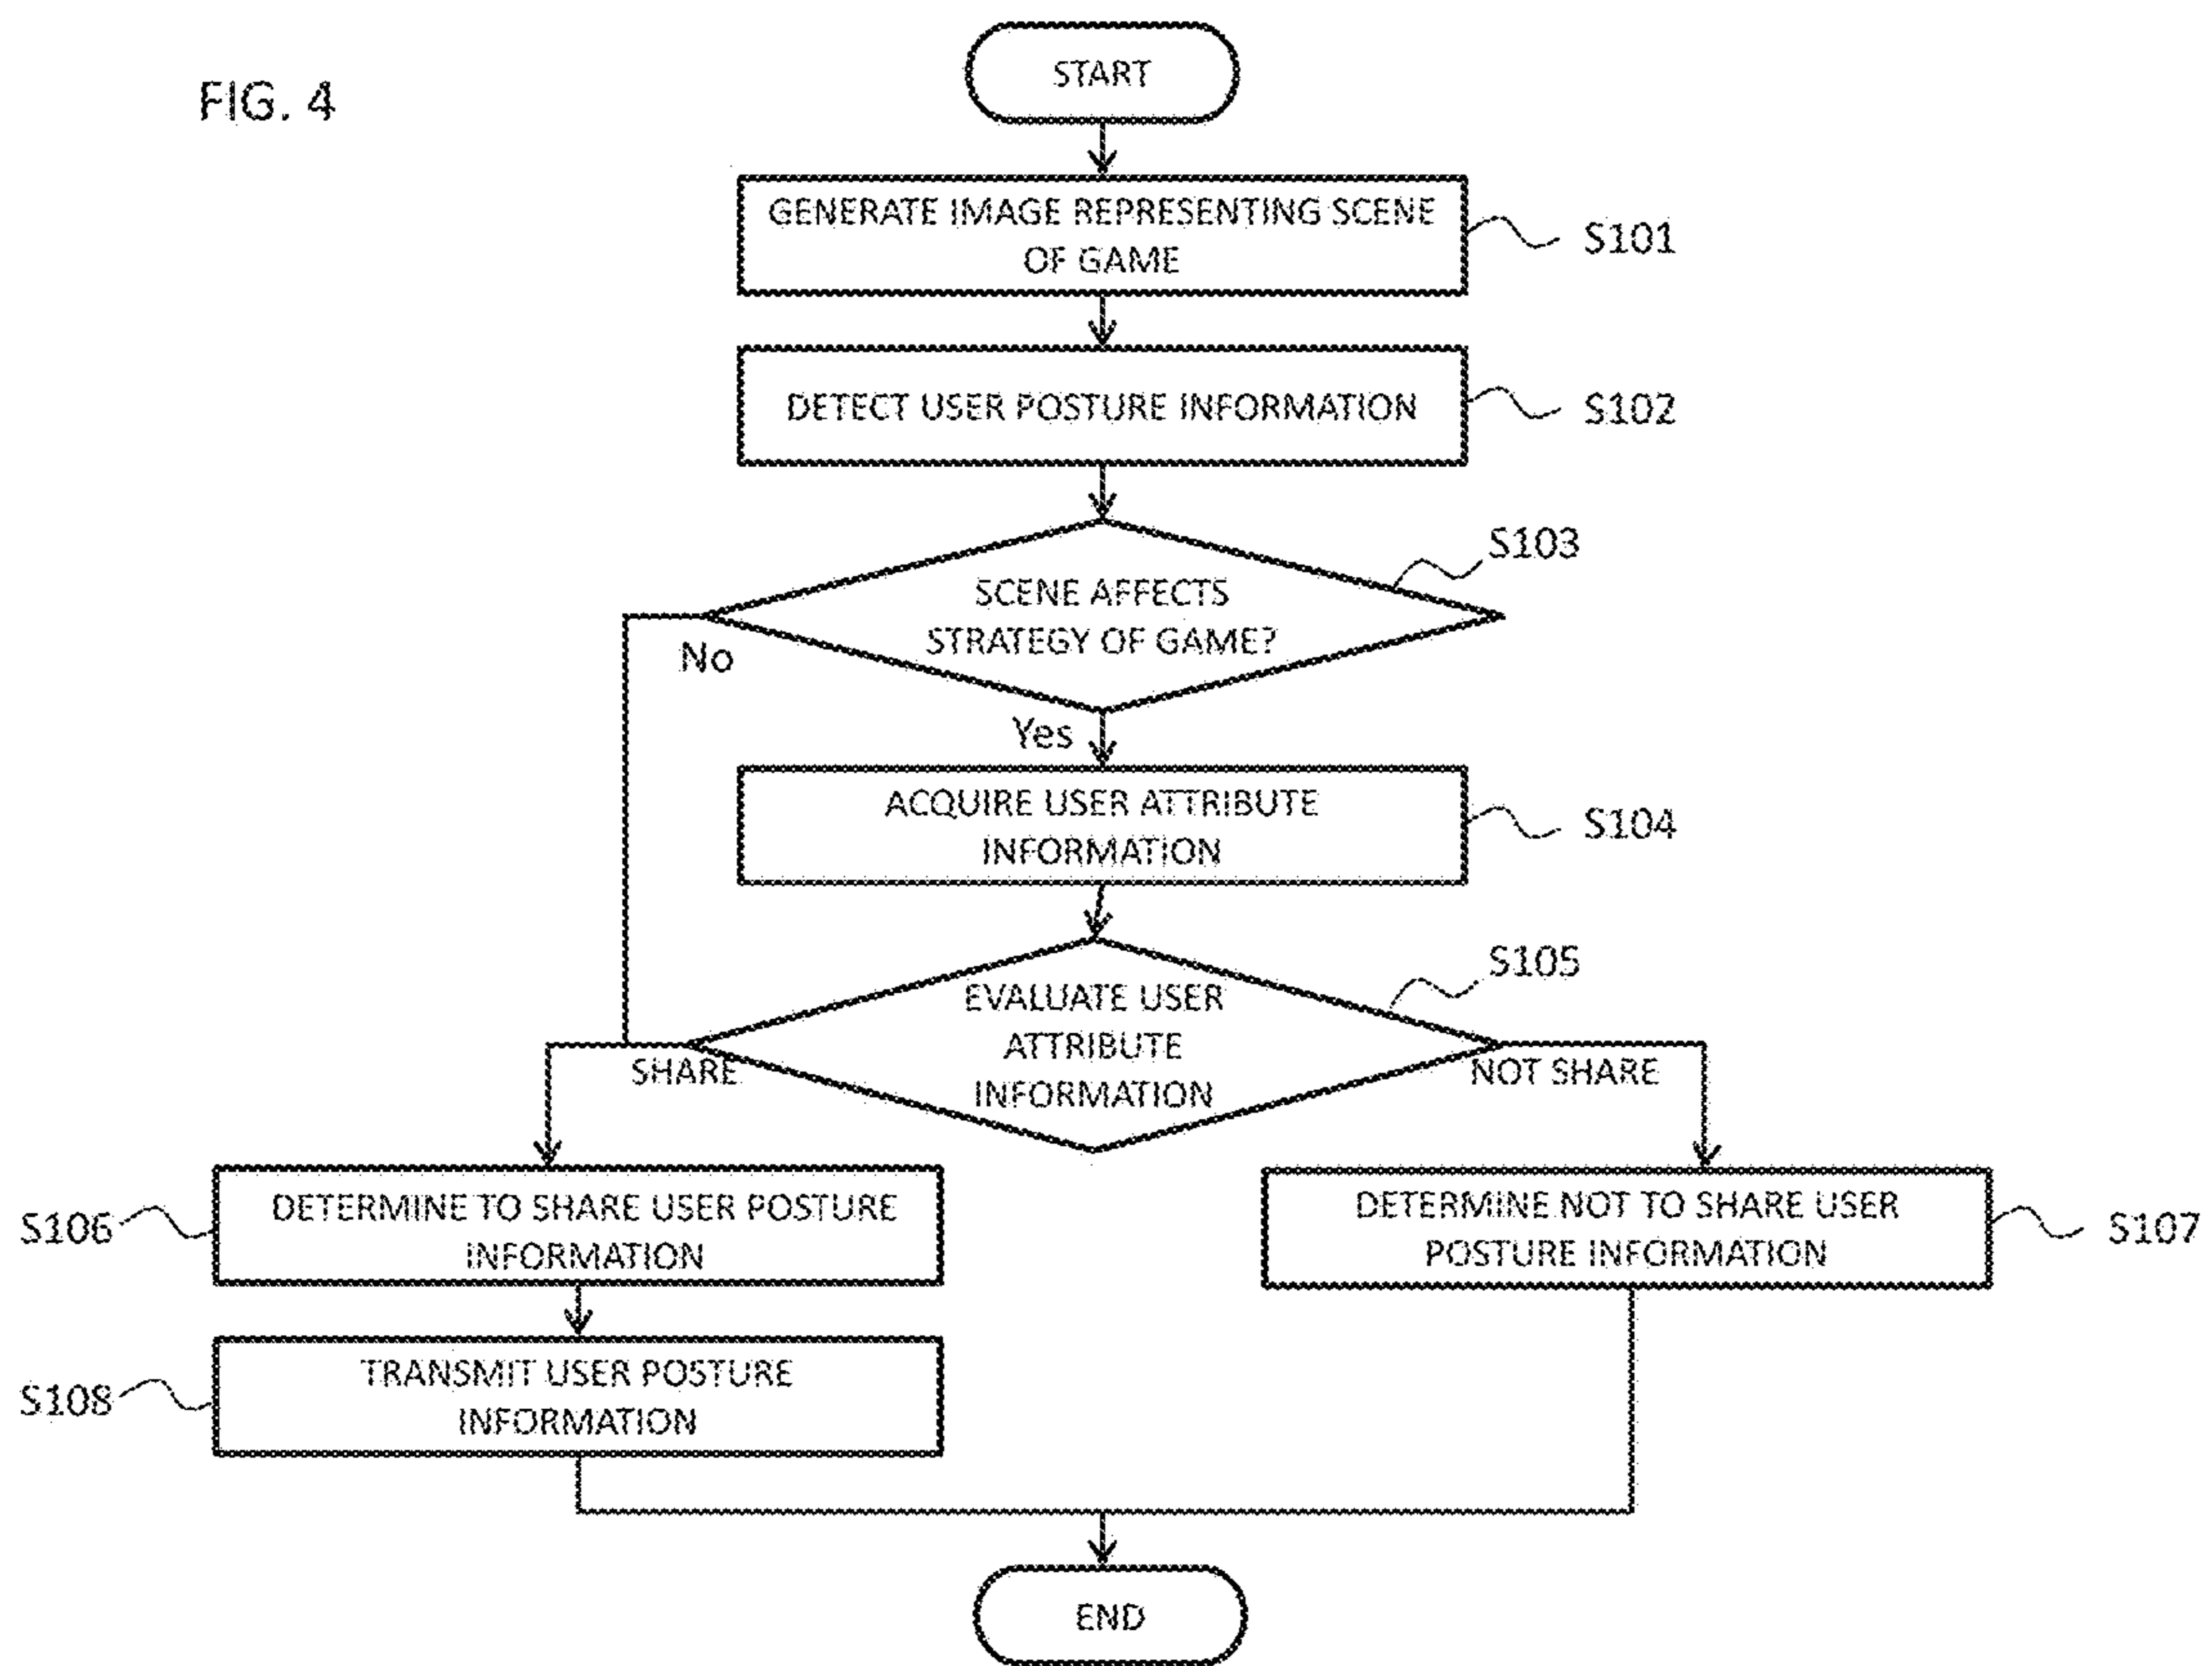 FIG. 4
START
GENERATE IMAGE REPRESENTING SCENE
OF GAME
S101
DETECT USER POSTURE INFORMATION
S102
S103
SCENE AFFECTS
STRATEGY OF GAME?
No
Yes
ACQUIRE USER ATTRIBUTE
INFORMATION
S104
S105
EVALUATE USER
ATTRIBUTE
INFORMATION
SHARE
NOT SHARE
S106
DETERMINE TO SHARE USER POSTURE
INFORMATION
DETERMINE NOT TO SHARE USER
POSTURE INFORMATION
S107
S108
TRANSMIT USER POSTURE
INFORMATION
END